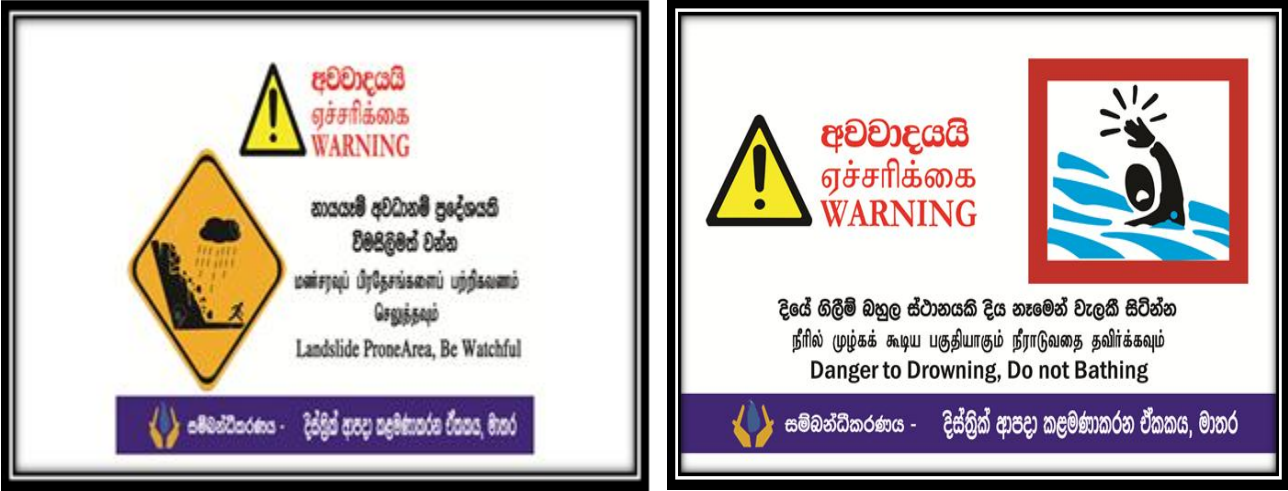 අවවාදයයි
ஏச்சரிக்கை
WARNING
නායයෑම් අවධානම් ප්‍රදේශයකි
විමසිලිමත් වන්න
மண்சரவுப் பிரதேசங்களைப் பற்றிகவனம்
செலுத்தவும்
Landslide ProneArea, Be Watchful
සම්බන්ධීකරණය - දිස්ත්‍රික් ආපදා කළමණාකරන ඒකකය, මාතර
අවවාදයයි
ஏச்சரிக்கை
WARNING
දියේ ගිලීම් බහුල ස්ථානයකි දිය නෑමෙන් වැලකී සිටින්න
நீரில் முழ்கக் கூடிய பகுதியாகும் நீராடுவதை தவிர்க்கவும்
Danger to Drowning, Do not Bathing
සම්බන්ධීකරණය - දිස්ත්‍රික් ආපදා කළමණාකරන ඒකකය, මාතර